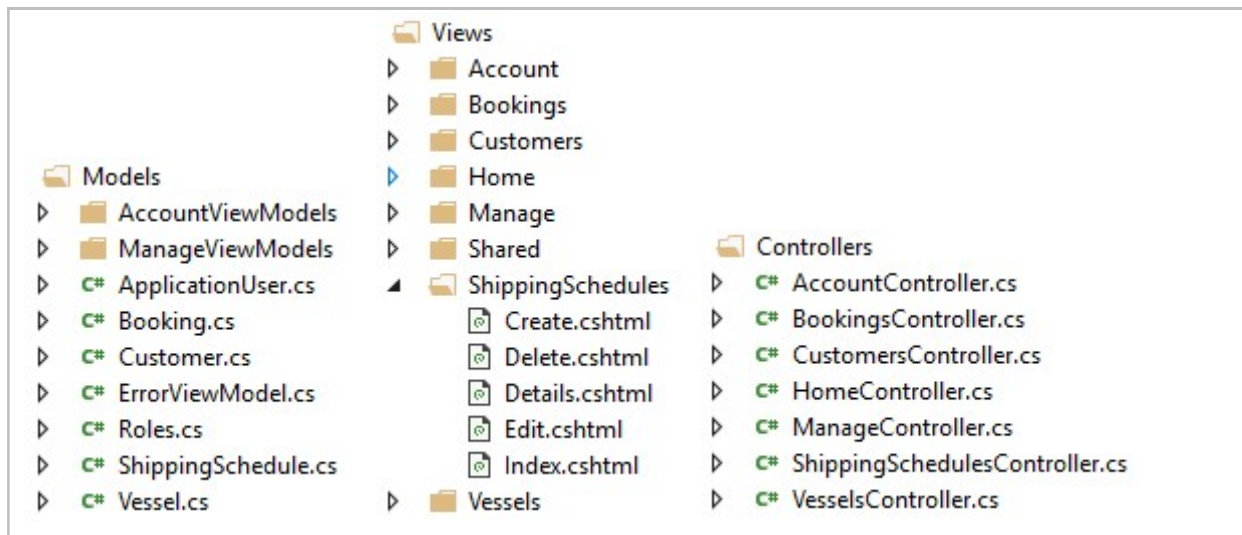 Models
AccountViewModels
ManageViewModels
C# ApplicationUser.cs
C# Booking.cs
C# Customer.cs
C# ErrorViewModel.cs
C# Roles.cs
C# ShippingSchedule.cs
C# Vessel.cs
Views
Account
Bookings
Customers
Home
Manage
Shared
ShippingSchedules
Create.cshtml
Delete.cshtml
Details.cshtml
Edit.cshtml
Index.cshtml
Vessels
Controllers
C# AccountController.cs
C# BookingsController.cs
C# CustomersController.cs
C# HomeController.cs
C# ManageController.cs
C# ShippingSchedulesController.cs
C# VesselsController.cs